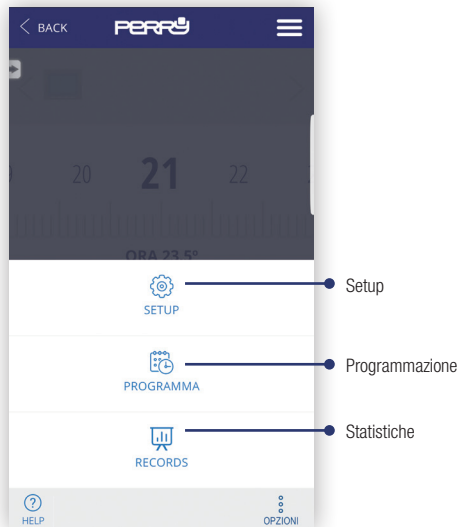 BACK PERRY
20 21 22
ORA 23.5°
SETUP Setup
PROGRAMMA Programmazione
RECORDS Statistiche
HELP OPZIONI